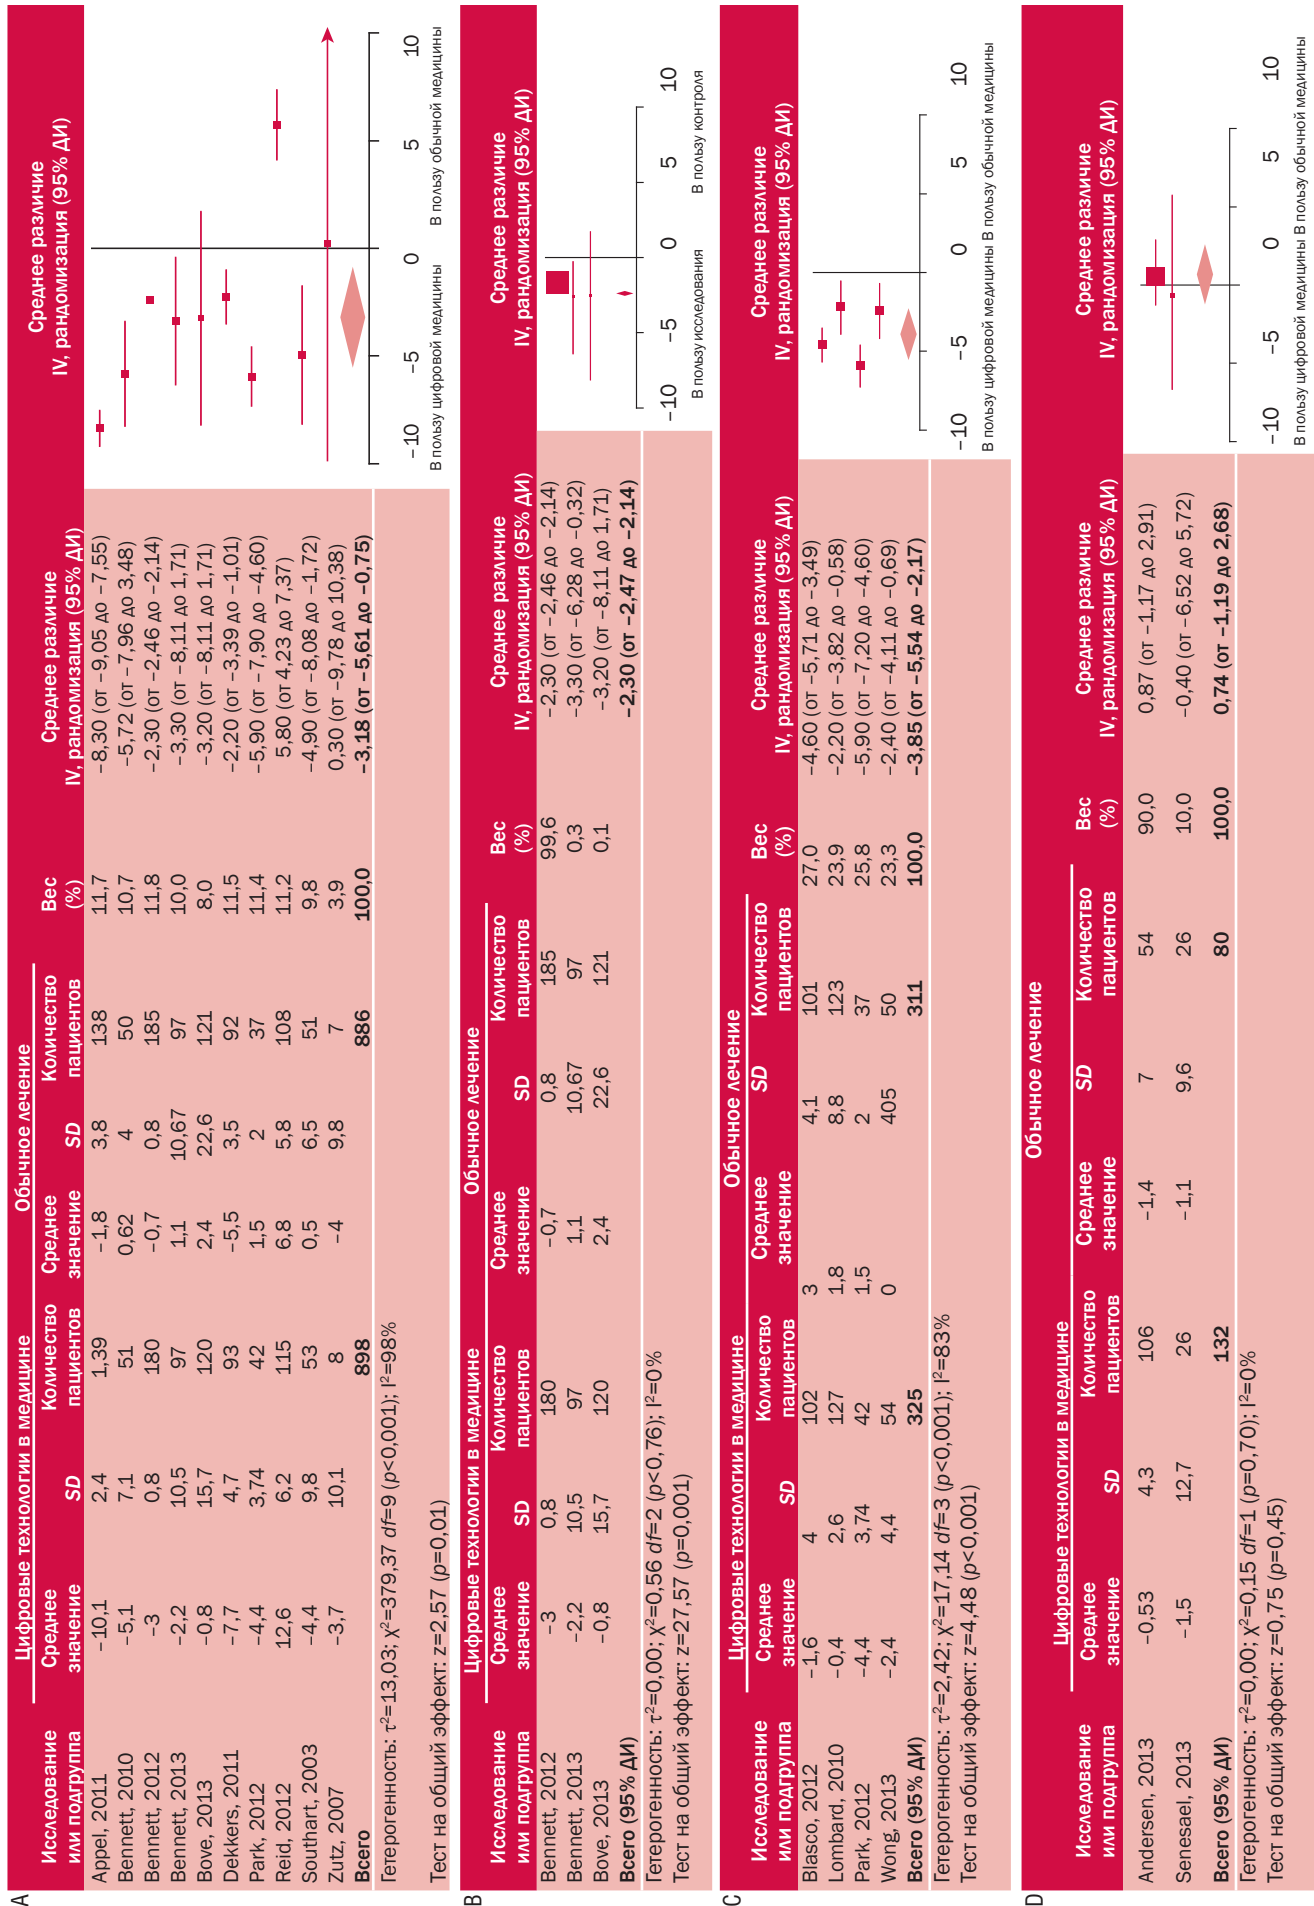 A
Цифровые технологии в медицине Обычное лечение
Исследование или подгруппа Среднее значение SD Количество пациентов Среднее значение SD Количество пациентов Вес (%) Среднее различие IV, рандомизация (95% ДИ) Среднее различие IV, рандомизация (95% ДИ)
Appel, 2011 −10,1 2,4 1,39 −1,8 3,8 138 11,7 −8,30 (от −9,05 до −7,55)
Bennett, 2010 −5,1 7,1 51 0,62 4 50 10,7 −5,72 (от −7,96 до 3,48)
Bennett, 2012 −3 0,8 180 −0,7 0,8 185 11,8 −2,30 (от −2,46 до −2,14)
Bennett, 2013 −2,2 10,5 97 1,1 10,67 97 10,0 −3,30 (от −8,11 до 1,71)
Bove, 2013 −0,8 15,7 120 2,4 22,6 121 8,0 −3,20 (от −8,11 до 1,71)
Dekkers, 2011 −7,7 4,7 93 −5,5 3,5 92 11,5 −2,20 (от −3,39 до −1,01)
Park, 2012 −4,4 3,74 42 1,5 2 37 11,4 −5,90 (от −7,90 до −4,60)
Reid, 2012 12,6 6,2 115 6,8 5,8 108 11,2 5,80 (от 4,23 до 7,37)
Southart, 2003 −4,4 9,8 53 0,5 6,5 51 9,8 −4,90 (от −8,08 до −1,72)
Zutz, 2007 −3,7 10,1 8 −4 9,8 7 3,9 0,30 (от −9,78 до 10,38)
Всего 898 886 100,0 −3,18 (от −5,61 до −0,75)
Гетерогенность: τ²=13,03; χ²=379,37 df=9 (p<0,001); I²=98%
Тест на общий эффект: z=2,57 (p=0,01)
−10 −5 0 5 10
В пользу цифровой медицины В пользу обычной медицины
B
Цифровые технологии в медицине Обычное лечение
Исследование или подгруппа Среднее значение SD Количество пациентов Среднее значение SD Количество пациентов Вес (%) Среднее различие IV, рандомизация (95% ДИ) Среднее различие IV, рандомизация (95% ДИ)
Bennett, 2012 −3 0,8 180 −0,7 0,8 185 99,6 −2,30 (от −2,46 до −2,14)
Bennett, 2013 −2,2 10,5 97 1,1 10,67 97 0,3 −3,30 (от −6,28 до −0,32)
Bove, 2013 −0,8 15,7 120 2,4 22,6 121 0,1 −3,20 (от −8,11 до 1,71)
Всего (95% ДИ) −2,30 (от −2,47 до −2,14)
Гетерогенность: τ²=0,00; χ²=0,56 df=2 (p<0,76); I²=0%
Тест на общий эффект: z=27,57 (p=0,001)
−10 −5 0 5 10
В пользу исследования В пользу контроля
C
Цифровые технологии в медицине Обычное лечение
Исследование или подгруппа Среднее значение SD Количество пациентов Среднее значение SD Количество пациентов Вес (%) Среднее различие IV, рандомизация (95% ДИ) Среднее различие IV, рандомизация (95% ДИ)
Blasco, 2012 −1,6 4 102 3 4,1 101 27,0 −4,60 (от −5,71 до −3,49)
Lombard, 2010 −0,4 2,6 127 1,8 8,8 123 23,9 −2,20 (от −3,82 до −0,58)
Park, 2012 −4,4 3,74 42 1,5 2 37 25,8 −5,90 (от −7,20 до −4,60)
Wong, 2013 −2,4 4,4 54 0 405 50 23,3 −2,40 (от −4,11 до −0,69)
Всего (95% ДИ) 325 311 100,0 −3,85 (от −5,54 до −2,17)
Гетерогенность: τ²=2,42; χ²=17,14 df=3 (p<0,001); I²=83%
Тест на общий эффект: z=4,48 (p<0,001)
−10 −5 0 5 10
В пользу цифровой медицины В пользу обычной медицины
D
Цифровые технологии в медицине Обычное лечение
Исследование или подгруппа Среднее значение SD Количество пациентов Среднее значение SD Количество пациентов Вес (%) Среднее различие IV, рандомизация (95% ДИ) Среднее различие IV, рандомизация (95% ДИ)
Andersen, 2013 −0,53 4,3 106 −1,4 7 54 90,0 0,87 (от −1,17 до 2,91)
Seneesael, 2013 −1,5 12,7 26 −1,1 9,6 26 10,0 −0,40 (от −6,52 до 5,72)
Всего (95% ДИ) 132 80 100,0 0,74 (от −1,19 до 2,68)
Гетерогенность: τ²=0,00; χ²=0,15 df=1 (p=0,70); I²=0%
Тест на общий эффект: z=0,75 (p=0,45)
−10 −5 0 5 10
В пользу цифровой медицины В пользу обычной медицины